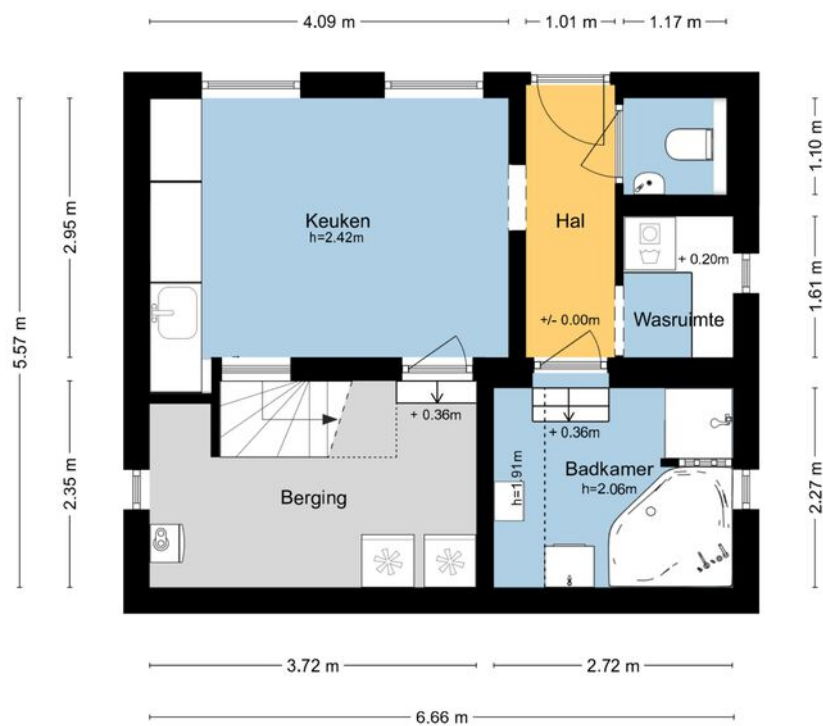 4.09 m
1.01 m
1.17 m
1.10 m
2.95 m
5.57 m
Keuken
h=2.42m
Hal
+ 0.20m
1.61 m
+/- 0.00m
Wasruimte
+ 0.36m
+ 0.36m
2.35 m
Berging
h=1.91m
Badkamer
h=2.06m
2.27 m
3.72 m
2.72 m
6.66 m